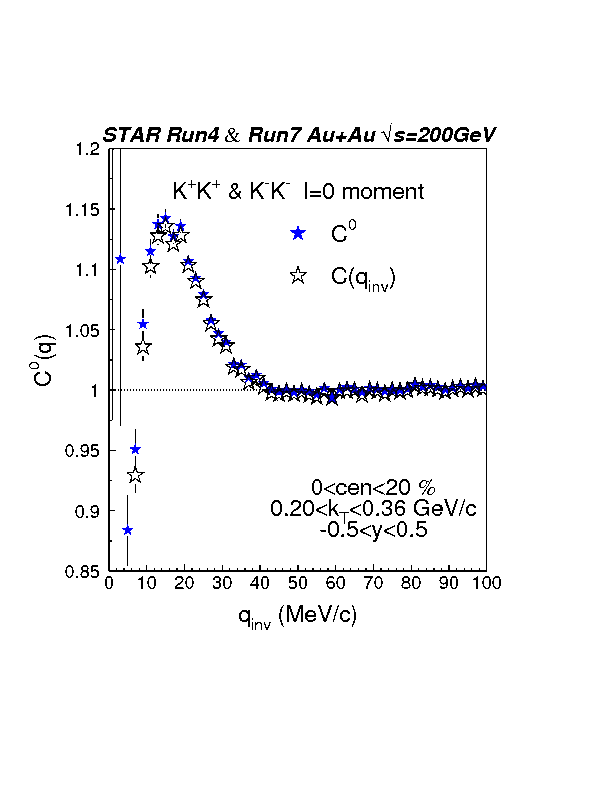 STAR Run4 & Run7 Au+Au √s=200GeV
K⁺K⁺ & K⁻K⁻ l=0 moment
C⁰
C(q_inv)
C⁰(q)
1.2
1.15
1.1
1.05
1
0.95
0.9
0.85
0<cen<20 %
0.20<k_T<0.36 GeV/c
-0.5<y<0.5
0 10 20 30 40 50 60 70 80 90 100
q_inv (MeV/c)